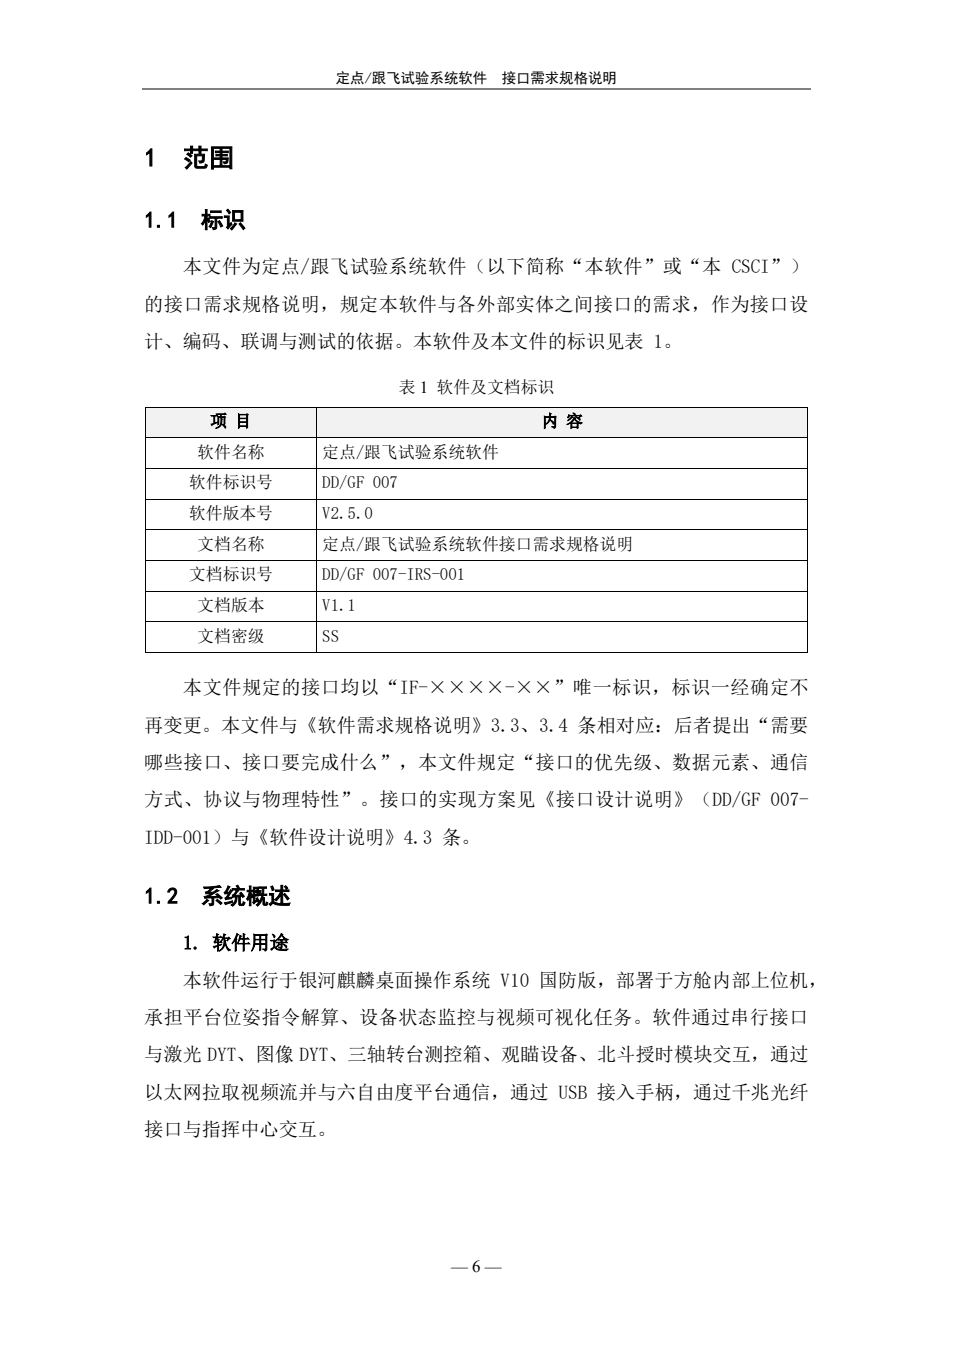 定点/跟飞试验系统软件　接口需求规格说明
1　范围
1.1　标识
本文件为定点/跟飞试验系统软件（以下简称“本软件”或“本 CSCI”）
的接口需求规格说明，规定本软件与各外部实体之间接口的需求，作为接口设
计、编码、联调与测试的依据。本软件及本文件的标识见表 1。
表 1 软件及文档标识
项 目　内 容
软件名称　定点/跟飞试验系统软件
软件标识号　DD/GF 007
软件版本号　V2.5.0
文档名称　定点/跟飞试验系统软件接口需求规格说明
文档标识号　DD/GF 007-IRS-001
文档版本　V1.1
文档密级　SS
本文件规定的接口均以“IF-××××-××”唯一标识，标识一经确定不
再变更。本文件与《软件需求规格说明》3.3、3.4 条相对应：后者提出“需要
哪些接口、接口要完成什么”，本文件规定“接口的优先级、数据元素、通信
方式、协议与物理特性”。接口的实现方案见《接口设计说明》（DD/GF 007-
IDD-001）与《软件设计说明》4.3 条。
1.2　系统概述
1. 软件用途
本软件运行于银河麒麟桌面操作系统 V10 国防版，部署于方舱内部上位机，
承担平台位姿指令解算、设备状态监控与视频可视化任务。软件通过串行接口
与激光 DYT、图像 DYT、三轴转台测控箱、观瞄设备、北斗授时模块交互，通过
以太网拉取视频流并与六自由度平台通信，通过 USB 接入手柄，通过千兆光纤
接口与指挥中心交互。
— 6 —